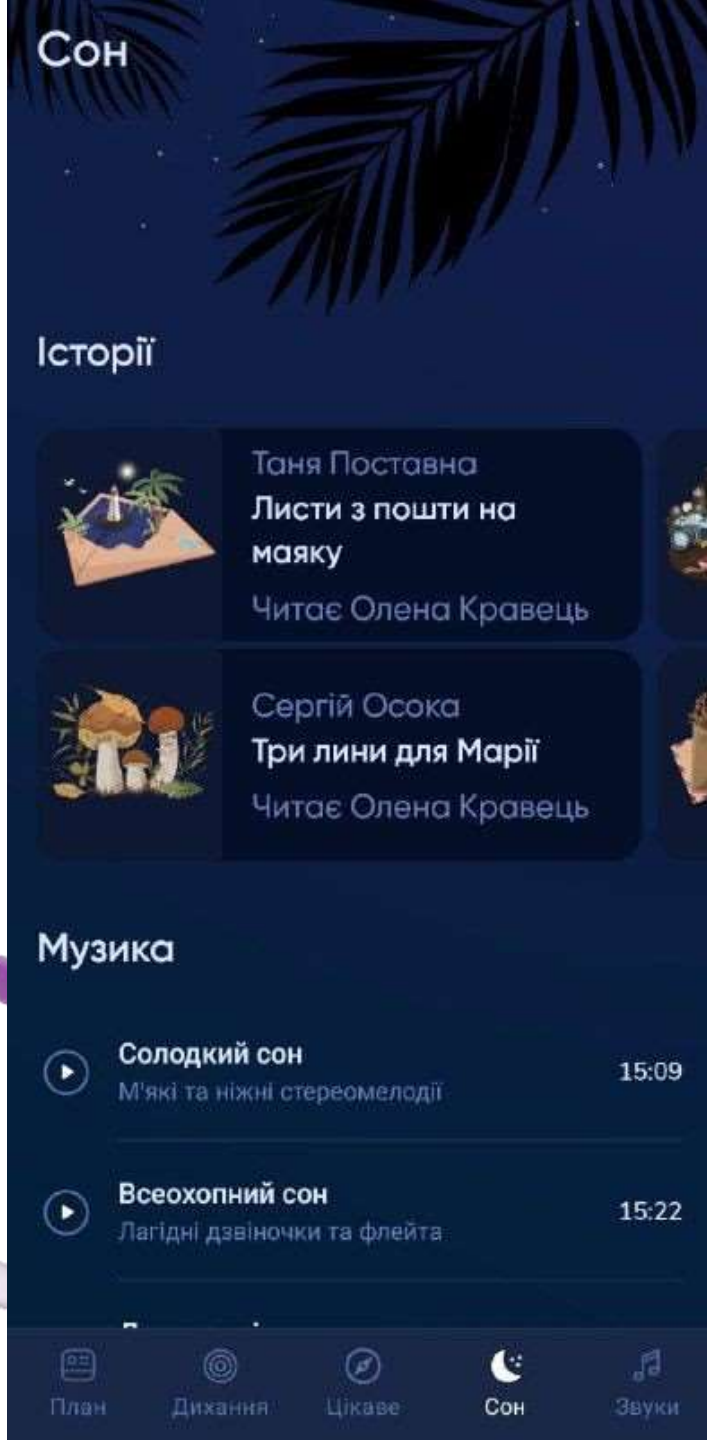 Сон
Історії
Таня Поставна
Листи з пошти на
маяку
Читає Олена Кравець
Сергій Осока
Три лини для Марії
Читає Олена Кравець
Музика
Солодкий сон
15:09
М'які та ніжні стереомелодії
Всеохопний сон
15:22
Лагідні дзвіночки та флейта
План
Дихання
Цікаве
Сон
Звуки